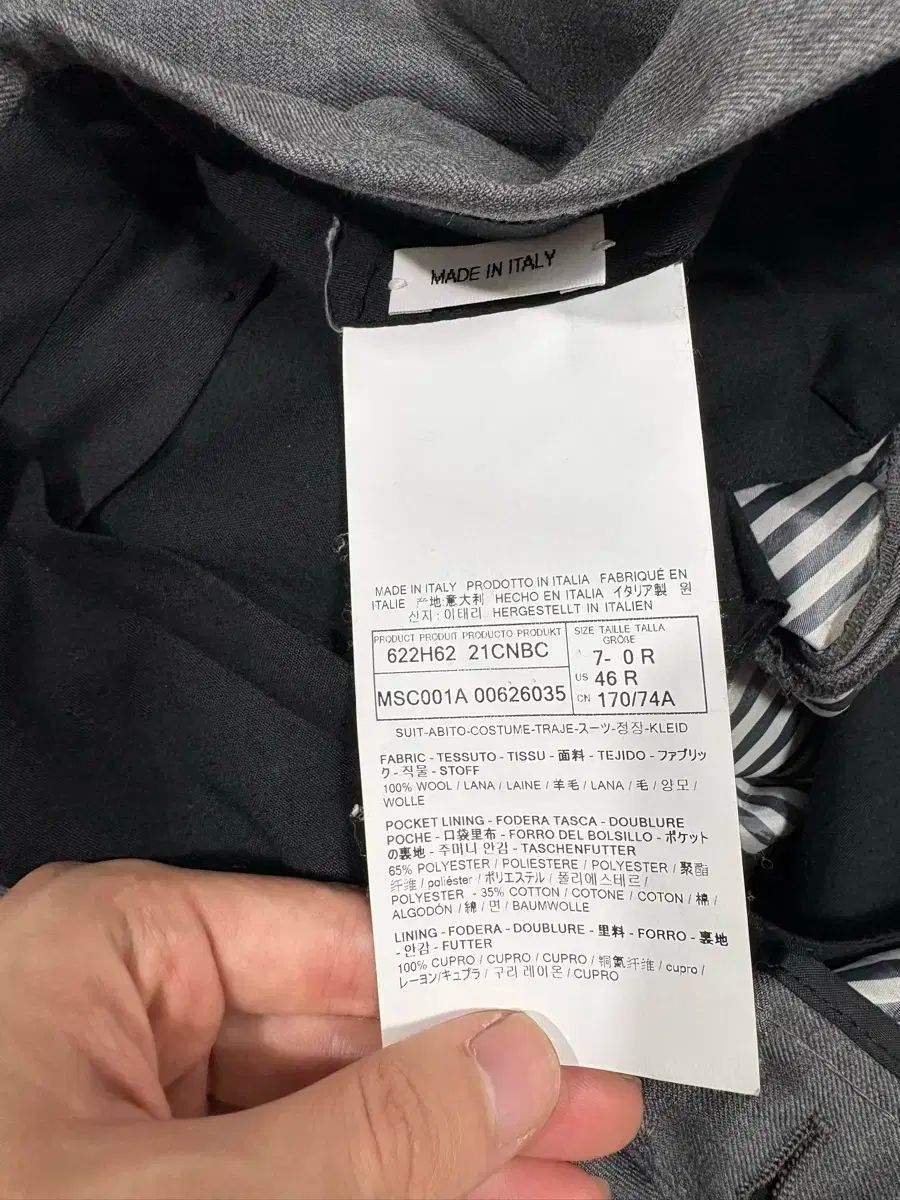 MADE IN ITALY
MADE IN ITALY PRODOTTO IN ITALIA FABRIQUÉ EN
ITALIE 产地:意大利 HECHO EN ITALIA イタリア製 원
산지 : 이태리 HERGESTELLT IN ITALIEN
PRODUCT PRODUIT PRODUCTO PRODUKT
622H62 21CNBC
MSC001A 00626035
SIZE TAILLE TALLA
GRÖßE
7- 0 R
US 46 R
CN 170/74A
SUIT-ABITO-COSTUME-TRAJE-スーツ-정장-KLEID
FABRIC - TESSUTO - TISSU - 面料 - TEJIDO - ファブリッ
ク - 직물 - STOFF
100% WOOL / LANA / LAINE / 羊毛 / LANA / 毛 / 양모 /
WOLLE
POCKET LINING - FODERA TASCA - DOUBLURE
POCHE - 口袋里布 - FORRO DEL BOLSILLO - ポケット
の裏地 - 주머니 안감 - TASCHENFUTTER
65% POLYESTER / POLIESTERE / POLYESTER / 聚酯
纤维 / poliéster / ポリエステル / 폴리에스테르 /
POLYESTER - 35% COTTON / COTONE / COTON / 棉 /
ALGODÓN / 綿 / 면 / BAUMWOLLE
LINING - FODERA - DOUBLURE - 里料 - FORRO - 裏地
- 안감 - FUTTER
100% CUPRO / CUPRO / CUPRO / 铜氨纤维 / cupro /
レーヨン/キュプラ / 구리 레이온 / CUPRO